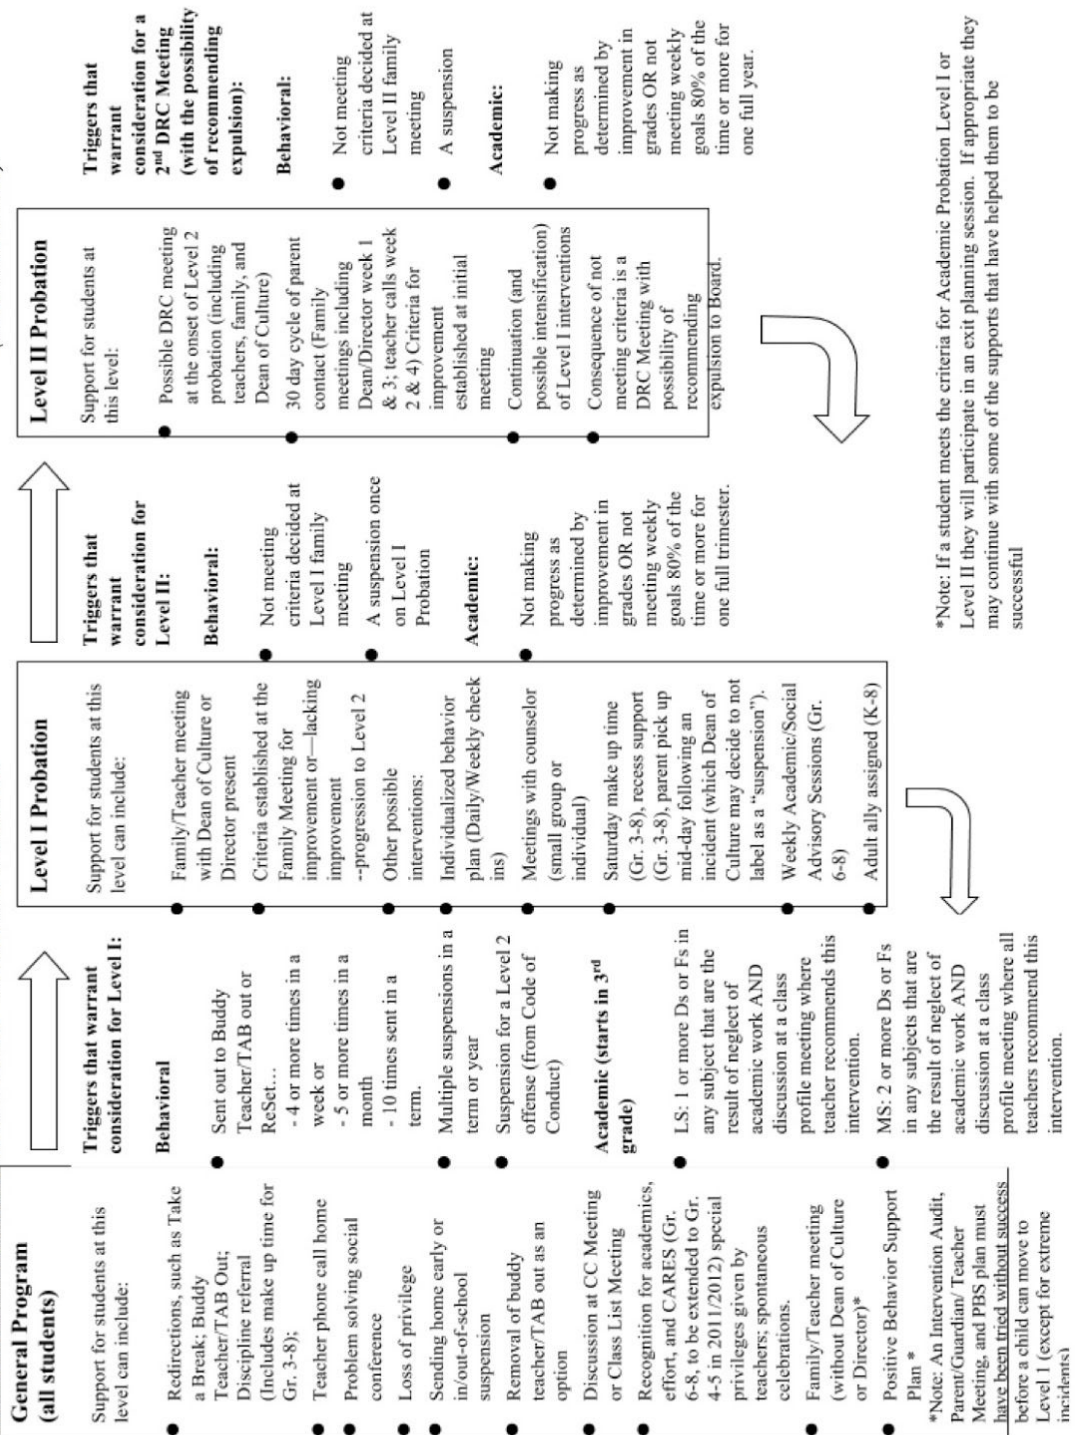 General Program
(all students)
Support for students at this
level can include:
● Redirections, such as Take
a Break; Buddy
Teacher/TAB Out;
Discipline referral
(Includes make up time for
Gr. 3-8);
● Teacher phone call home
● Problem solving social
conference
● Loss of privilege
● Sending home early or
in/out-of-school
suspension
● Removal of buddy
teacher/TAB out as an
option
● Discussion at CC Meeting
or Class List Meeting
● Recognition for academics,
effort, and CARES (Gr.
6-8, to be extended to Gr.
4-5 in 2011/2012) special
privileges given by
teachers; spontaneous
celebrations.
● Family/Teacher meeting
(without Dean of Culture
or Director)*
● Positive Behavior Support
Plan *
*Note: An Intervention Audit,
Parent/Guardian/ Teacher
Meeting, and PBS plan must
have been tried without success
before a child can move to
Level 1 (except for extreme
incidents)
Triggers that warrant
consideration for Level I:
Behavioral
● Sent out to Buddy
Teacher/TAB out or
ReSet…
- 4 or more times in a
week or
- 5 or more times in a
month
- 10 times sent in a
term.
● Multiple suspensions in a
term or year
● Suspension for a Level 2
offense (from Code of
Conduct)
Academic (starts in 3rd
grade)
● LS: 1 or more Ds or Fs in
any subject that are the
result of neglect of
academic work AND
discussion at a class
profile meeting where
teacher recommends this
intervention.
● MS: 2 or more Ds or Fs
in any subjects that are
the result of neglect of
academic work AND
discussion at a class
profile meeting where all
teachers recommend this
intervention.
Level I Probation
Support for students at this
level can include:
● Family/Teacher meeting
with Dean of Culture or
Director present
● Criteria established at the
Family Meeting for
improvement or—lacking
improvement
--progression to Level 2
● Other possible
interventions:
● Individualized behavior
plan (Daily/Weekly check
ins)
● Meetings with counselor
(small group or
individual)
● Saturday make up time
(Gr. 3-8), recess support
(Gr. 3-8), parent pick up
mid-day following an
incident (which Dean of
Culture may decide to not
label as a “suspension”).
● Weekly Academic/Social
Advisory Sessions (Gr.
6-8)
● Adult ally assigned (K-8)
Triggers that
warrant
consideration for
Level II:
Behavioral:
● Not meeting
criteria decided at
Level I family
meeting
● A suspension once
on Level I
Probation
Academic:
● Not making
progress as
determined by
improvement in
grades OR not
meeting weekly
goals 80% of the
time or more for
one full trimester.
Level II Probation
Support for students at
this level:
● Possible DRC meeting
at the onset of Level 2
probation (including
teachers, family, and
Dean of Culture)
● 30 day cycle of parent
contact (Family
meetings including
Dean/Director week 1
& 3; teacher calls week
2 & 4) Criteria for
improvement
established at initial
meeting
● Continuation (and
possible intensification)
of Level I interventions
● Consequence of not
meeting criteria is a
DRC Meeting with
possibility of
recommending
expulsion to Board.
Triggers that
warrant
consideration for a
2nd DRC Meeting
(with the possibility
of recommending
expulsion):
Behavioral:
● Not meeting
criteria decided at
Level II family
meeting
● A suspension
Academic:
● Not making
progress as
determined by
improvement in
grades OR not
meeting weekly
goals 80% of the
time or more for
one full year.
*Note: If a student meets the criteria for Academic Probation Level I or
Level II they will participate in an exit planning session. If appropriate they
may continue with some of the supports that have helped them to be
successful